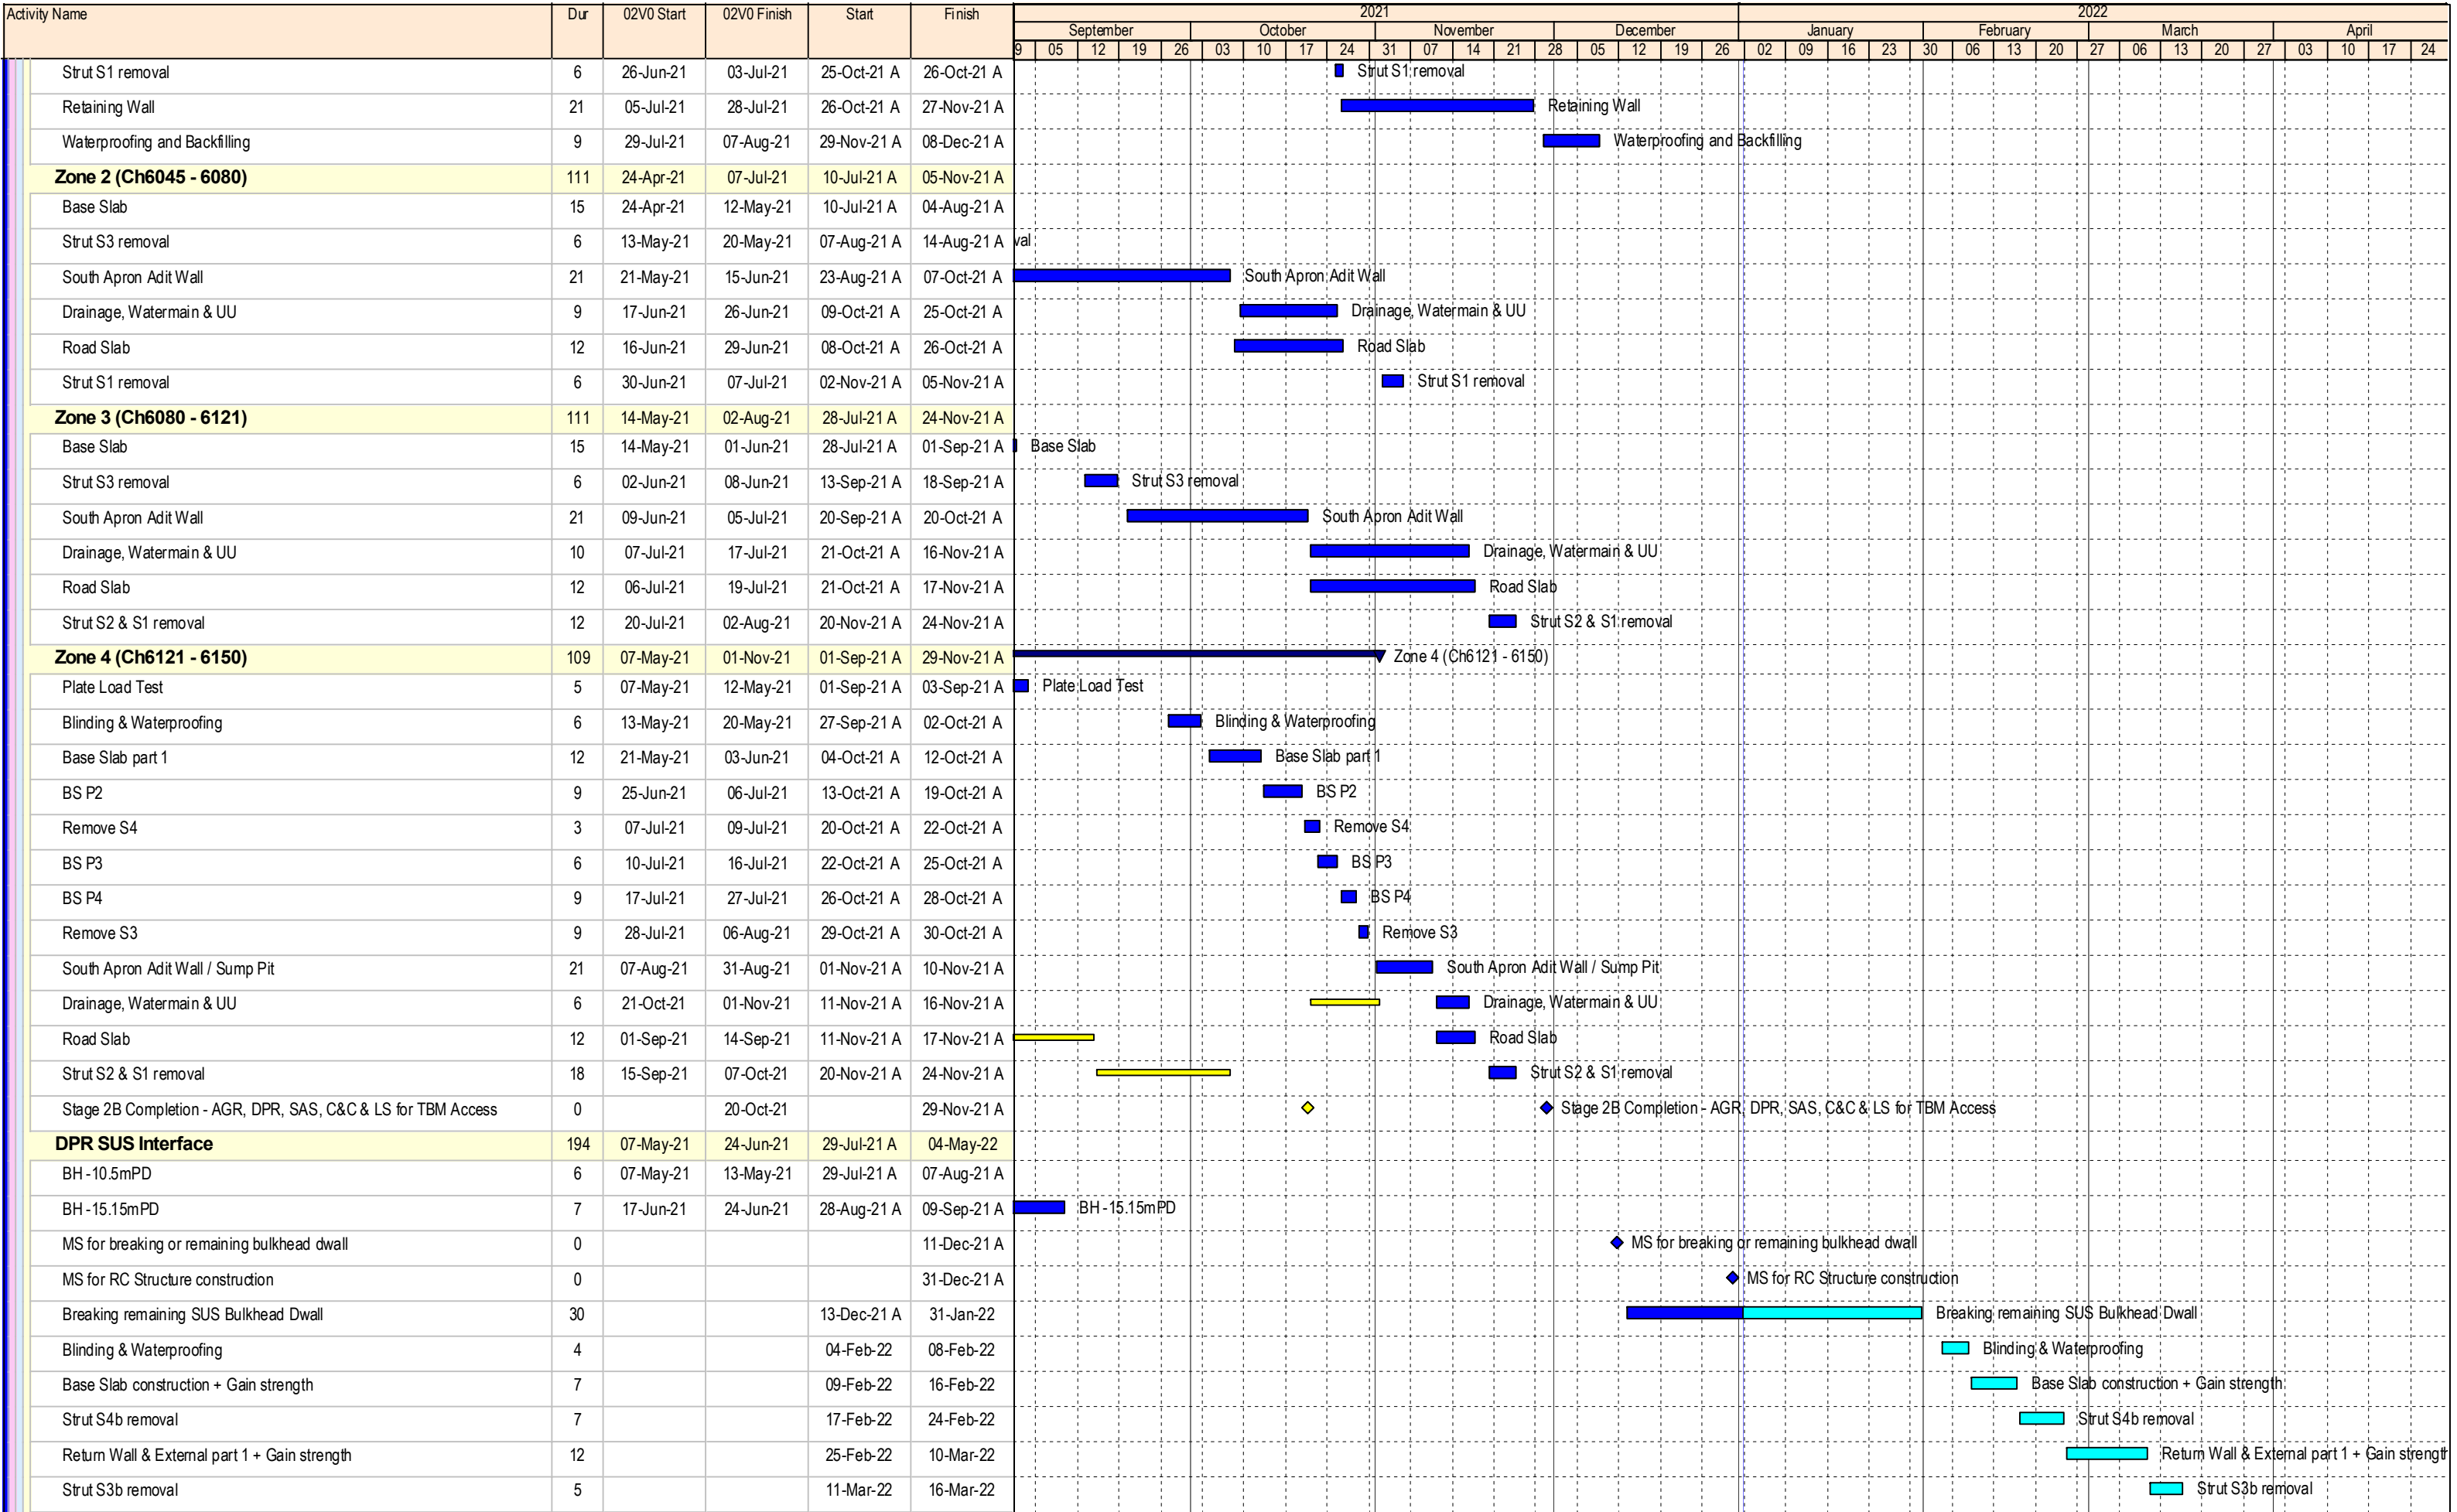 Activity Name Dur 02V0 Start 02V0 Finish Start Finish 2021 2022
September October November December January February March April
9 05 12 19 26 03 10 17 24 31 07 14 21 28 05 12 19 26 02 09 16 23 30 06 13 20 27 06 13 20 27 03 10 17 24
Strut S1 removal 6 26-Jun-21 03-Jul-21 25-Oct-21 A 26-Oct-21 A Strut S1 removal
Retaining Wall 21 05-Jul-21 28-Jul-21 26-Oct-21 A 27-Nov-21 A Retaining Wall
Waterproofing and Backfilling 9 29-Jul-21 07-Aug-21 29-Nov-21 A 08-Dec-21 A Waterproofing and Backfilling
Zone 2 (Ch6045 - 6080) 111 24-Apr-21 07-Jul-21 10-Jul-21 A 05-Nov-21 A
Base Slab 15 24-Apr-21 12-May-21 10-Jul-21 A 04-Aug-21 A
Strut S3 removal 6 13-May-21 20-May-21 07-Aug-21 A 14-Aug-21 A val
South Apron Adit Wall 21 21-May-21 15-Jun-21 23-Aug-21 A 07-Oct-21 A South Apron Adit Wall
Drainage, Watermain & UU 9 17-Jun-21 26-Jun-21 09-Oct-21 A 25-Oct-21 A Drainage, Watermain & UU
Road Slab 12 16-Jun-21 29-Jun-21 08-Oct-21 A 26-Oct-21 A Road Slab
Strut S1 removal 6 30-Jun-21 07-Jul-21 02-Nov-21 A 05-Nov-21 A Strut S1 removal
Zone 3 (Ch6080 - 6121) 111 14-May-21 02-Aug-21 28-Jul-21 A 24-Nov-21 A
Base Slab 15 14-May-21 01-Jun-21 28-Jul-21 A 01-Sep-21 A Base Slab
Strut S3 removal 6 02-Jun-21 08-Jun-21 13-Sep-21 A 18-Sep-21 A Strut S3 removal
South Apron Adit Wall 21 09-Jun-21 05-Jul-21 20-Sep-21 A 20-Oct-21 A South Apron Adit Wall
Drainage, Watermain & UU 10 07-Jul-21 17-Jul-21 21-Oct-21 A 16-Nov-21 A Drainage, Watermain & UU
Road Slab 12 06-Jul-21 19-Jul-21 21-Oct-21 A 17-Nov-21 A Road Slab
Strut S2 & S1 removal 12 20-Jul-21 02-Aug-21 20-Nov-21 A 24-Nov-21 A Strut S2 & S1 removal
Zone 4 (Ch6121 - 6150) 109 07-May-21 01-Nov-21 01-Sep-21 A 29-Nov-21 A Zone 4 (Ch6121 - 6150)
Plate Load Test 5 07-May-21 12-May-21 01-Sep-21 A 03-Sep-21 A Plate Load Test
Blinding & Waterproofing 6 13-May-21 20-May-21 27-Sep-21 A 02-Oct-21 A Blinding & Waterproofing
Base Slab part 1 12 21-May-21 03-Jun-21 04-Oct-21 A 12-Oct-21 A Base Slab part 1
BS P2 9 25-Jun-21 06-Jul-21 13-Oct-21 A 19-Oct-21 A BS P2
Remove S4 3 07-Jul-21 09-Jul-21 20-Oct-21 A 22-Oct-21 A Remove S4
BS P3 6 10-Jul-21 16-Jul-21 22-Oct-21 A 25-Oct-21 A BS P3
BS P4 9 17-Jul-21 27-Jul-21 26-Oct-21 A 28-Oct-21 A BS P4
Remove S3 9 28-Jul-21 06-Aug-21 29-Oct-21 A 30-Oct-21 A Remove S3
South Apron Adit Wall / Sump Pit 21 07-Aug-21 31-Aug-21 01-Nov-21 A 10-Nov-21 A South Apron Adit Wall / Sump Pit
Drainage, Watermain & UU 6 21-Oct-21 01-Nov-21 11-Nov-21 A 16-Nov-21 A Drainage, Watermain & UU
Road Slab 12 01-Sep-21 14-Sep-21 11-Nov-21 A 17-Nov-21 A Road Slab
Strut S2 & S1 removal 18 15-Sep-21 07-Oct-21 20-Nov-21 A 24-Nov-21 A Strut S2 & S1 removal
Stage 2B Completion - AGR, DPR, SAS, C&C & LS for TBM Access 0 20-Oct-21 29-Nov-21 A Stage 2B Completion - AGR, DPR, SAS, C&C & LS for TBM Access
DPR SUS Interface 194 07-May-21 24-Jun-21 29-Jul-21 A 04-May-22
BH -10.5mPD 6 07-May-21 13-May-21 29-Jul-21 A 07-Aug-21 A
BH -15.15mPD 7 17-Jun-21 24-Jun-21 28-Aug-21 A 09-Sep-21 A BH -15.15mPD
MS for breaking or remaining bulkhead dwall 0 11-Dec-21 A MS for breaking or remaining bulkhead dwall
MS for RC Structure construction 0 31-Dec-21 A MS for RC Structure construction
Breaking remaining SUS Bulkhead Dwall 30 13-Dec-21 A 31-Jan-22 Breaking remaining SUS Bulkhead Dwall
Blinding & Waterproofing 4 04-Feb-22 08-Feb-22 Blinding & Waterproofing
Base Slab construction + Gain strength 7 09-Feb-22 16-Feb-22 Base Slab construction + Gain strength
Strut S4b removal 7 17-Feb-22 24-Feb-22 Strut S4b removal
Return Wall & External part 1 + Gain strength 12 25-Feb-22 10-Mar-22 Return Wall & External part 1 + Gain strengt
Strut S3b removal 5 11-Mar-22 16-Mar-22 Strut S3b removal